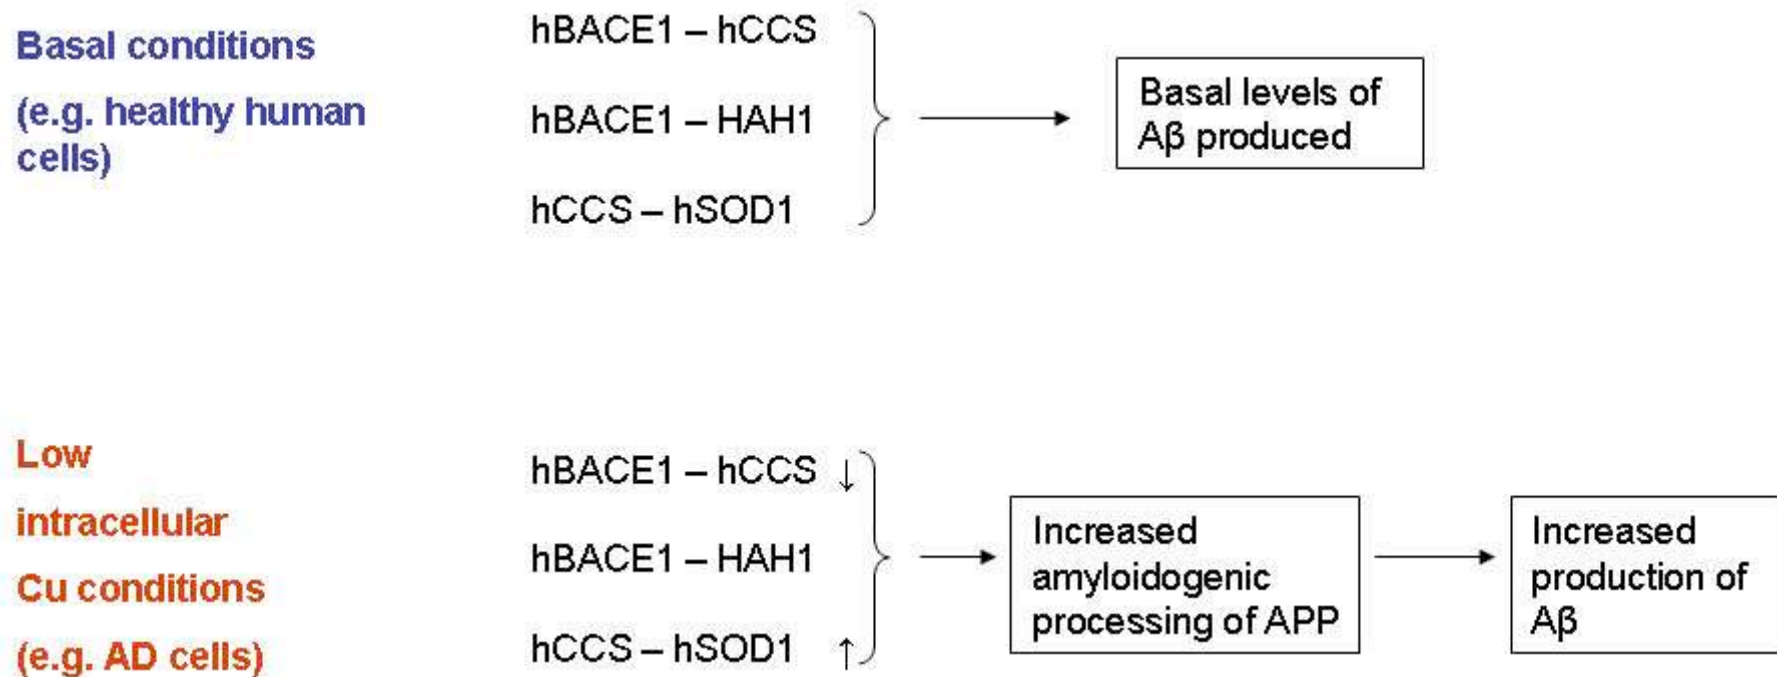 Basal conditions
(e.g. healthy human
cells)
hBACE1 – hCCS
hBACE1 – HAH1
hCCS – hSOD1
Basal levels of
Aβ produced
Low
intracellular
Cu conditions
(e.g. AD cells)
hBACE1 – hCCS ↓
hBACE1 – HAH1
hCCS – hSOD1 ↑
Increased
amyloidogenic
processing of APP
Increased
production of
Aβ